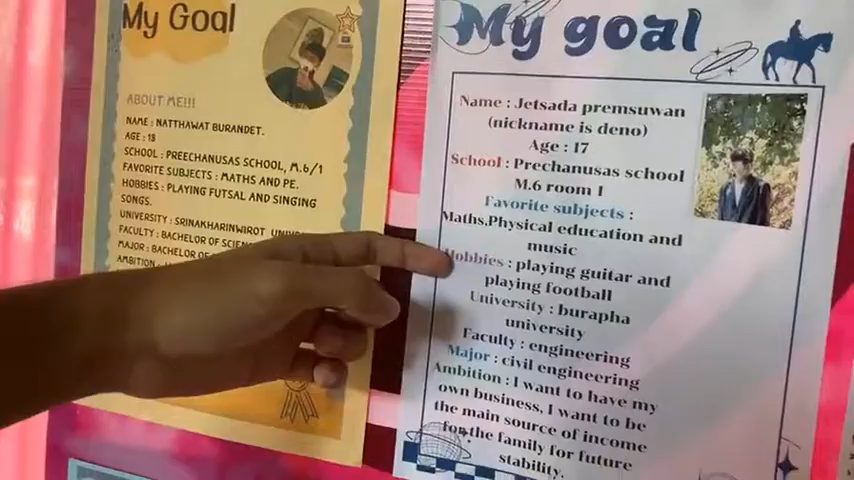 My Goal
ABOUT ME!!!
NAME : NATTHAWAT BURANDET.
AGE : 18
SCHOOL : PREECHANUSAS SCHOOL, M.6/1
FAVORITE SUBJECTS : MATHS AND P.E.
HOBBIES : PLAYING FUTSAL AND SINGING
SONGS.
UNIVERSITY : SRINAKHARINWIROT
FACULTY : BACHELOR OF
MAJOR : BACHELOR OF
AMBITION
My goal
Name : Jetsada premsuwan
(nickname is deno)
Age : 17
School : Prechanusas school
M.6 room 1
Favorite subjects :
Maths,Physical education and
music
Hobbies : playing guitar and
playing football
University : burapha
university
Faculty : engineering
Major : civil engineering
Ambition : I want to have my
own business, I want to be
the main source of income
for the family for future
stability.